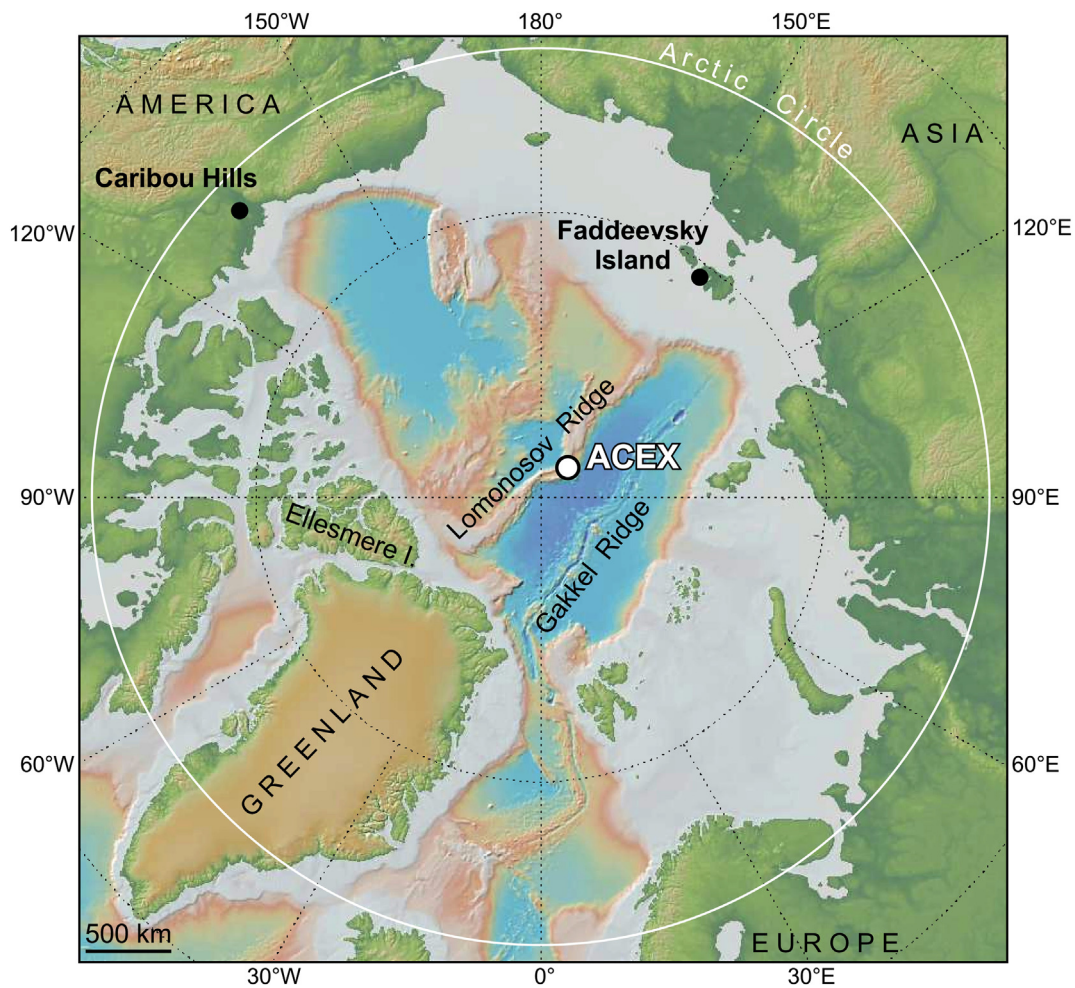 150°W
180°
150°E
Arctic Circle
AMERICA
ASIA
Caribou Hills
120°W
120°E
Faddeevsky
Island
Lomonosov Ridge
ACEX
90°W
90°E
Ellesmere I.
Gakkel Ridge
GREENLAND
60°W
60°E
500 km
EUROPE
30°W
0°
30°E